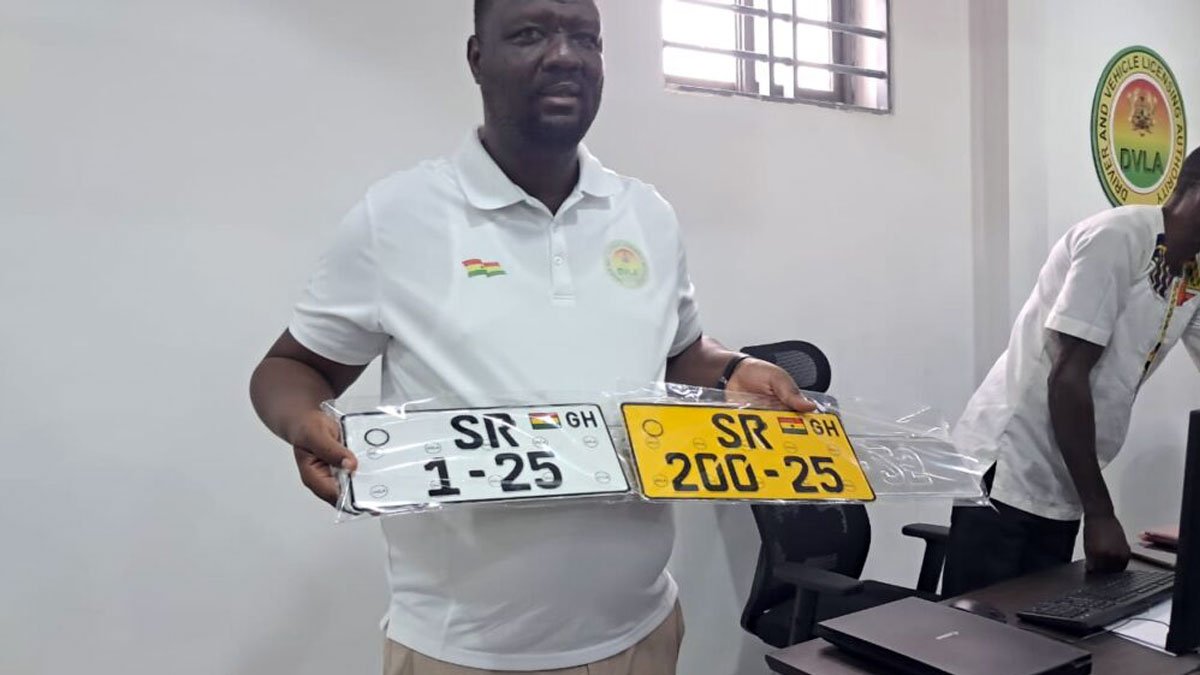 DRIVER AND VEHICLE LICENSING AUTHORITY
DVLA
DVLA
SR GH
1-25
SR GH
200-25